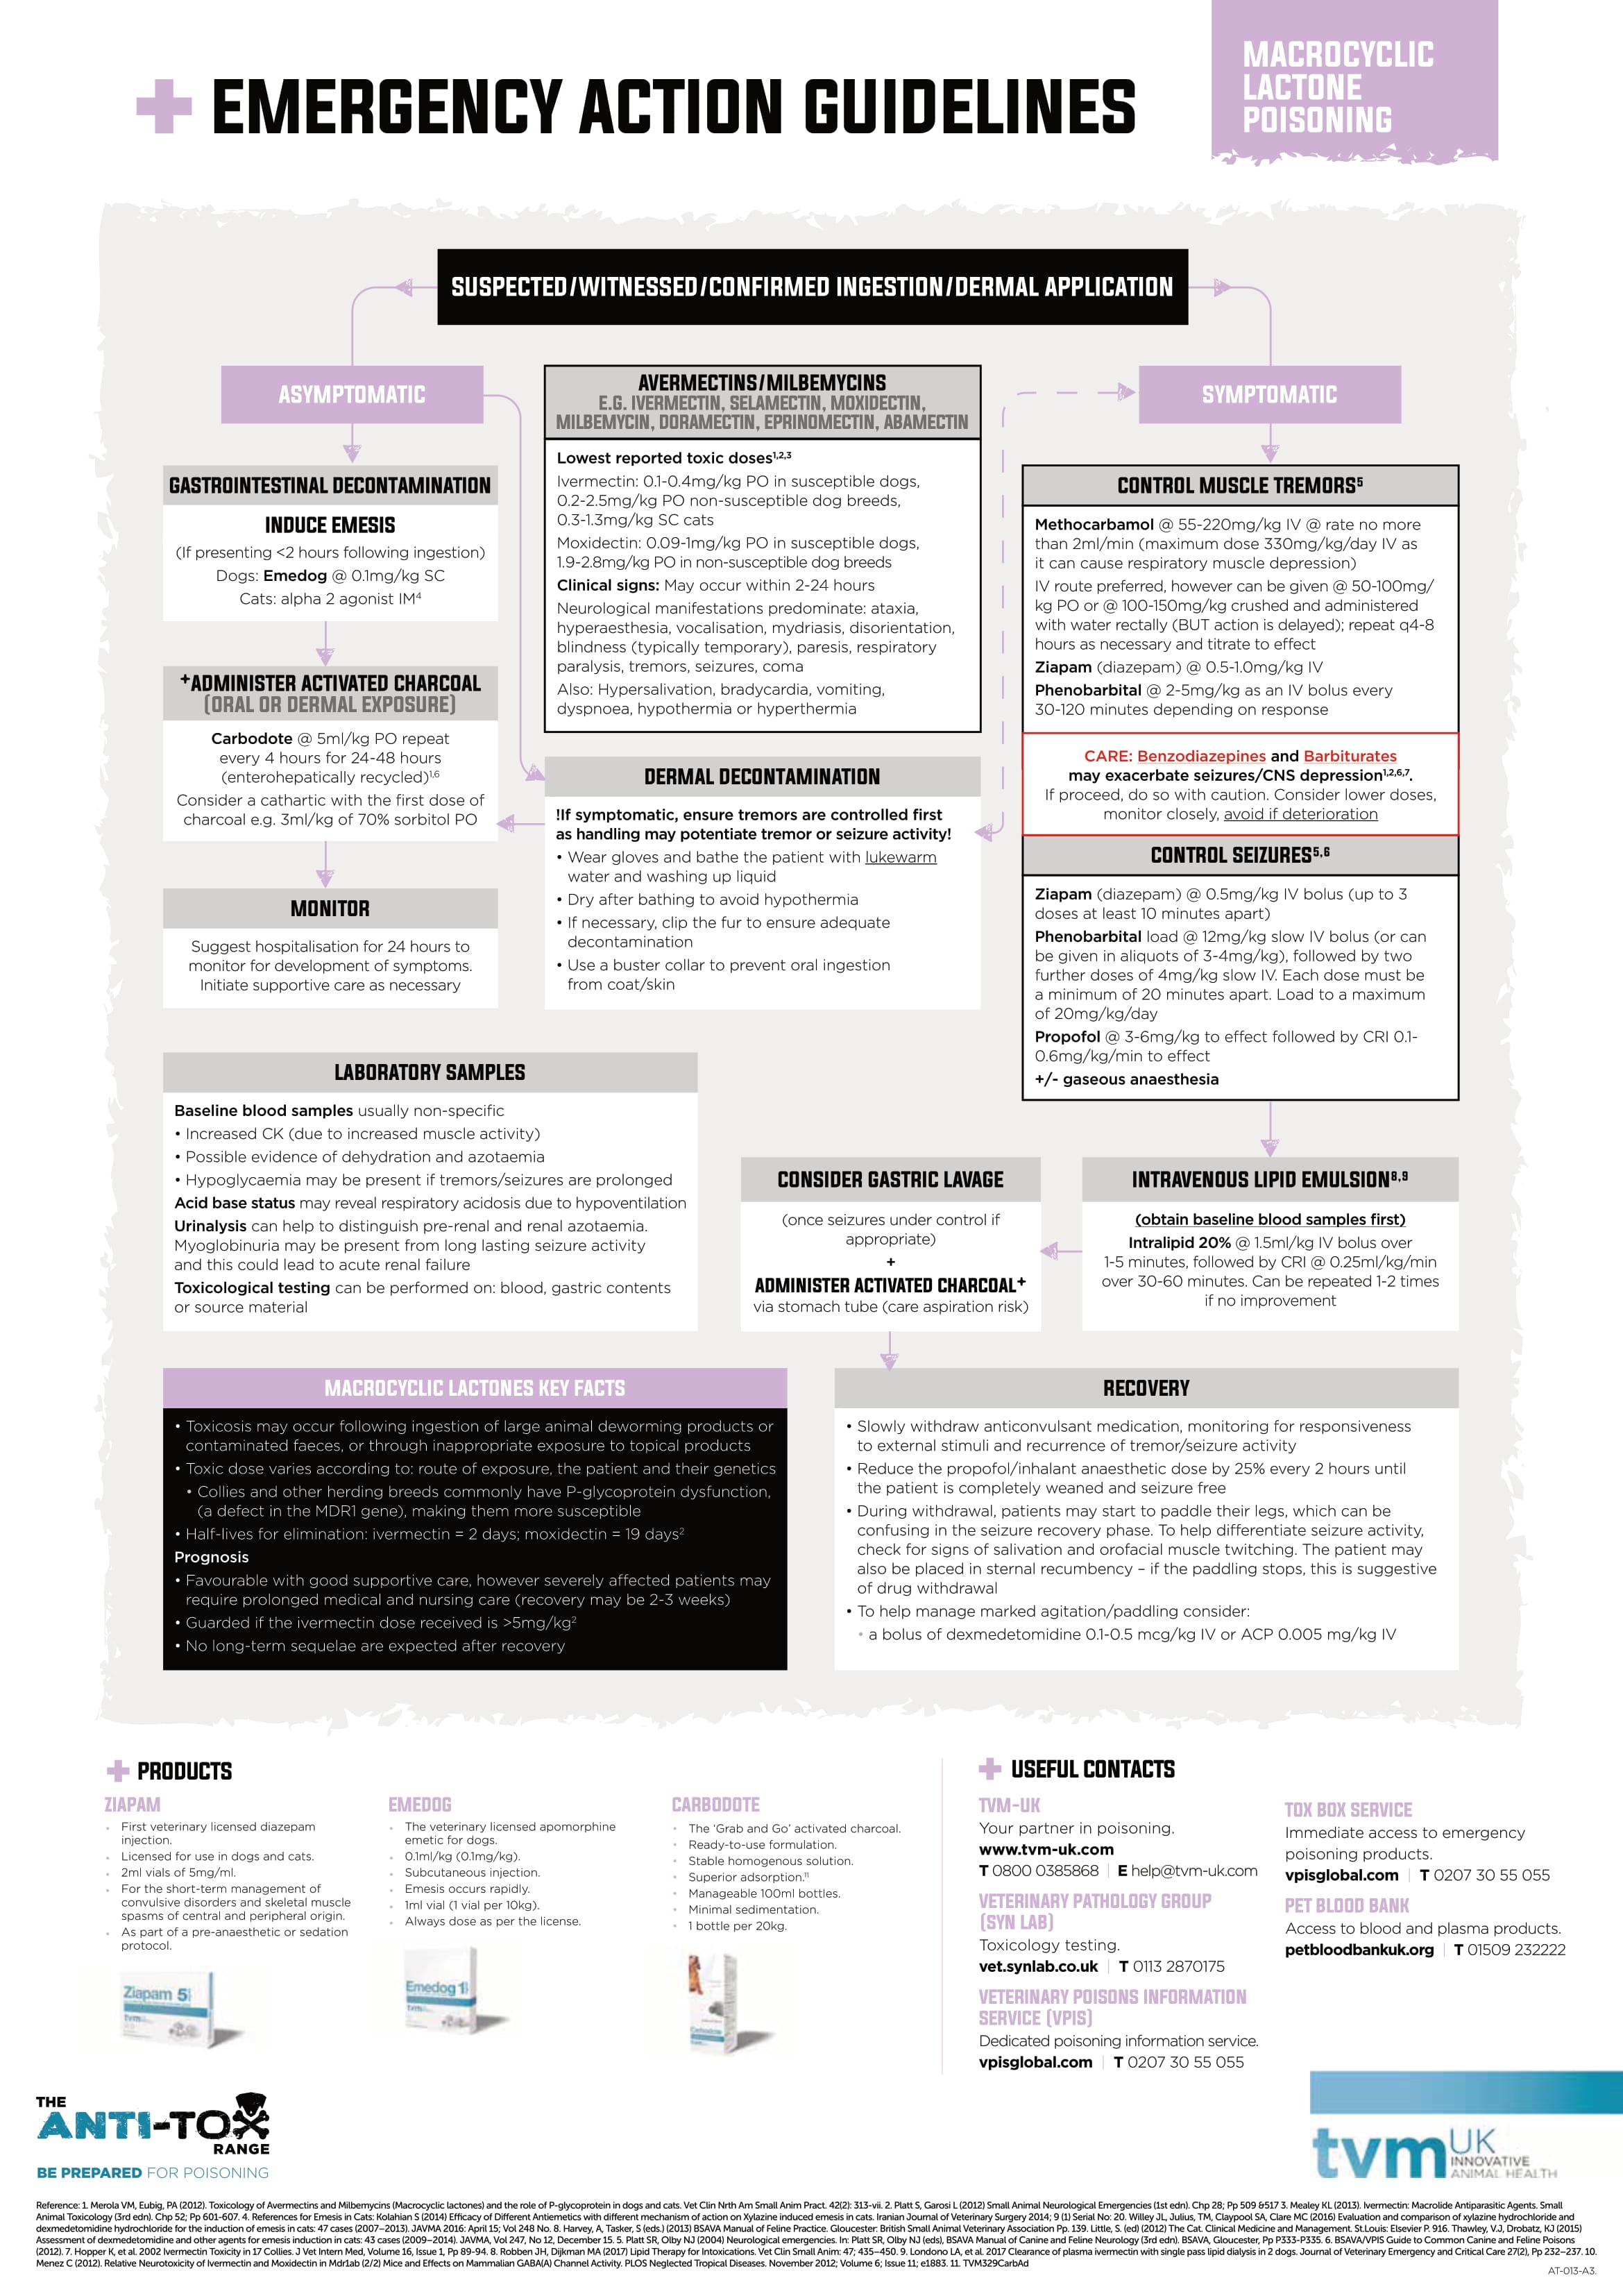 MACROCYCLIC
LACTONE
POISONING
EMERGENCY ACTION GUIDELINES
SUSPECTED/WITNESSED/CONFIRMED INGESTION/DERMAL APPLICATION
ASYMPTOMATIC
GASTROINTESTINAL DECONTAMINATION
INDUCE EMESIS
(If presenting <2 hours following ingestion)
Dogs: Emedog @ 0.1mg/kg SC
Cats: alpha 2 agonist IM4
+ADMINISTER ACTIVATED CHARCOAL
(ORAL OR DERMAL EXPOSURE)
Carbodote @ 5ml/kg PO repeat
every 4 hours for 24-48 hours
(enterohepatically recycled)1,6
Consider a cathartic with the first dose of
charcoal e.g. 3ml/kg of 70% sorbitol PO
MONITOR
Suggest hospitalisation for 24 hours to
monitor for development of symptoms.
Initiate supportive care as necessary
AVERMECTINS/MILBEMYCINS
E.G. IVERMECTIN, SELAMECTIN, MOXIDECTIN,
MILBEMYCIN, DORAMECTIN, EPRINOMECTIN, ABAMECTIN
Lowest reported toxic doses1,2,3
Ivermectin: 0.1-0.4mg/kg PO in susceptible dogs,
0.2-2.5mg/kg PO non-susceptible dog breeds,
0.3-1.3mg/kg SC cats
Moxidectin: 0.09-1mg/kg PO in susceptible dogs,
1.9-2.8mg/kg PO in non-susceptible dog breeds
Clinical signs: May occur within 2-24 hours
Neurological manifestations predominate: ataxia,
hyperaesthesia, vocalisation, mydriasis, disorientation,
blindness (typically temporary), paresis, respiratory
paralysis, tremors, seizures, coma
Also: Hypersalivation, bradycardia, vomiting,
dyspnoea, hypothermia or hyperthermia
DERMAL DECONTAMINATION
!If symptomatic, ensure tremors are controlled first
as handling may potentiate tremor or seizure activity!
• Wear gloves and bathe the patient with lukewarm
water and washing up liquid
• Dry after bathing to avoid hypothermia
• If necessary, clip the fur to ensure adequate
decontamination
• Use a buster collar to prevent oral ingestion
from coat/skin
SYMPTOMATIC
CONTROL MUSCLE TREMORS5
Methocarbamol @ 55-220mg/kg IV @ rate no more
than 2ml/min (maximum dose 330mg/kg/day IV as
it can cause respiratory muscle depression)
IV route preferred, however can be given @ 50-100mg/
kg PO or @ 100-150mg/kg crushed and administered
with water rectally (BUT action is delayed); repeat q4-8
hours as necessary and titrate to effect
Ziapam (diazepam) @ 0.5-1.0mg/kg IV
Phenobarbital @ 2-5mg/kg as an IV bolus every
30-120 minutes depending on response
CARE: Benzodiazepines and Barbiturates
may exacerbate seizures/CNS depression1,2,6,7.
If proceed, do so with caution. Consider lower doses,
monitor closely, avoid if deterioration
CONTROL SEIZURES5,6
Ziapam (diazepam) @ 0.5mg/kg IV bolus (up to 3
doses at least 10 minutes apart)
Phenobarbital load @ 12mg/kg slow IV bolus (or can
be given in aliquots of 3-4mg/kg), followed by two
further doses of 4mg/kg slow IV. Each dose must be
a minimum of 20 minutes apart. Load to a maximum
of 20mg/kg/day
Propofol @ 3-6mg/kg to effect followed by CRI 0.1-
0.6mg/kg/min to effect
+/- gaseous anaesthesia
LABORATORY SAMPLES
Baseline blood samples usually non-specific
• Increased CK (due to increased muscle activity)
• Possible evidence of dehydration and azotaemia
• Hypoglycaemia may be present if tremors/seizures are prolonged
Acid base status may reveal respiratory acidosis due to hypoventilation
Urinalysis can help to distinguish pre-renal and renal azotaemia.
Myoglobinuria may be present from long lasting seizure activity
and this could lead to acute renal failure
Toxicological testing can be performed on: blood, gastric contents
or source material
CONSIDER GASTRIC LAVAGE
(once seizures under control if
appropriate)
+
ADMINISTER ACTIVATED CHARCOAL+
via stomach tube (care aspiration risk)
INTRAVENOUS LIPID EMULSION8,9
(obtain baseline blood samples first)
Intralipid 20% @ 1.5ml/kg IV bolus over
1-5 minutes, followed by CRI @ 0.25ml/kg/min
over 30-60 minutes. Can be repeated 1-2 times
if no improvement
MACROCYCLIC LACTONES KEY FACTS
• Toxicosis may occur following ingestion of large animal deworming products or
contaminated faeces, or through inappropriate exposure to topical products
• Toxic dose varies according to: route of exposure, the patient and their genetics
• Collies and other herding breeds commonly have P-glycoprotein dysfunction,
(a defect in the MDR1 gene), making them more susceptible
• Half-lives for elimination: ivermectin = 2 days; moxidectin = 19 days2
Prognosis
• Favourable with good supportive care, however severely affected patients may
require prolonged medical and nursing care (recovery may be 2-3 weeks)
• Guarded if the ivermectin dose received is >5mg/kg2
• No long-term sequelae are expected after recovery
RECOVERY
• Slowly withdraw anticonvulsant medication, monitoring for responsiveness
to external stimuli and recurrence of tremor/seizure activity
• Reduce the propofol/inhalant anaesthetic dose by 25% every 2 hours until
the patient is completely weaned and seizure free
• During withdrawal, patients may start to paddle their legs, which can be
confusing in the seizure recovery phase. To help differentiate seizure activity,
check for signs of salivation and orofacial muscle twitching. The patient may
also be placed in sternal recumbency – if the paddling stops, this is suggestive
of drug withdrawal
• To help manage marked agitation/paddling consider:
• a bolus of dexmedetomidine 0.1-0.5 mcg/kg IV or ACP 0.005 mg/kg IV
PRODUCTS
ZIAPAM
• First veterinary licensed diazepam
injection.
• Licensed for use in dogs and cats.
• 2ml vials of 5mg/ml.
• For the short-term management of
convulsive disorders and skeletal muscle
spasms of central and peripheral origin.
• As part of a pre-anaesthetic or sedation
protocol.
Ziapam 5
tvm
EMEDOG
• The veterinary licensed apomorphine
emetic for dogs.
• 0.1ml/kg (0.1mg/kg).
• Subcutaneous injection.
• Emesis occurs rapidly.
• 1ml vial (1 vial per 10kg).
• Always dose as per the license.
Emedog 1
tvm
CARBODOTE
• The ‘Grab and Go’ activated charcoal.
• Ready-to-use formulation.
• Stable homogenous solution.
• Superior adsorption.11
• Manageable 100ml bottles.
• Minimal sedimentation.
• 1 bottle per 20kg.
Carbodote
USEFUL CONTACTS
TVM-UK
Your partner in poisoning.
www.tvm-uk.com
T 0800 0385868 | E help@tvm-uk.com
VETERINARY PATHOLOGY GROUP
(SYN LAB)
Toxicology testing.
vet.synlab.co.uk | T 0113 2870175
VETERINARY POISONS INFORMATION
SERVICE (VPIS)
Dedicated poisoning information service.
vpisglobal.com | T 0207 30 55 055
TOX BOX SERVICE
Immediate access to emergency
poisoning products.
vpisglobal.com | T 0207 30 55 055
PET BLOOD BANK
Access to blood and plasma products.
petbloodbankuk.org | T 01509 232222
THE
ANTI-TOX
RANGE
BE PREPARED FOR POISONING
tvm UK
INNOVATIVE
ANIMAL HEALTH
Reference: 1. Merola VM, Eubig, PA (2012). Toxicology of Avermectins and Milbemycins (Macrocyclic lactones) and the role of P-glycoprotein in dogs and cats. Vet Clin Nrth Am Small Anim Pract. 42(2): 313-vii. 2. Platt S, Garosi L (2012) Small Animal Neurological Emergencies (1st edn). Chp 28; Pp 509 &517 3. Mealey KL (2013). Ivermectin: Macrolide Antiparasitic Agents. Small
Animal Toxicology (3rd edn). Chp 52; Pp 601-607. 4. References for Emesis in Cats: Kolahian S (2014) Efficacy of Different Antiemetics with different mechanism of action on Xylazine induced emesis in cats. Iranian Journal of Veterinary Surgery 2014; 9 (1) Serial No: 20. Willey JL, Julius, TM, Claypool SA, Clare MC (2016) Evaluation and comparison of xylazine hydrochloride and
dexmedetomidine hydrochloride for the induction of emesis in cats: 47 cases (2007–2013). JAVMA 2016: April 15; Vol 248 No. 8. Harvey, A, Tasker, S (eds.) (2013) BSAVA Manual of Feline Practice. Gloucester: British Small Animal Veterinary Association Pp. 139. Little, S. (ed) (2012) The Cat. Clinical Medicine and Management. St.Louis: Elsevier P. 916. Thawley, V.J, Drobatz, KJ (2015)
Assessment of dexmedetomidine and other agents for emesis induction in cats: 43 cases (2009–2014). JAVMA, Vol 247, No 12, December 15. 5. Platt SR, Olby NJ (2004) Neurological emergencies. In: Platt SR, Olby NJ (eds), BSAVA Manual of Canine and Feline Neurology (3rd edn). BSAVA, Gloucester, Pp P333-P335. 6. BSAVA/VPIS Guide to Common Canine and Feline Poisons
(2012). 7. Hopper K, et al. 2002 Ivermectin Toxicity in 17 Collies. J Vet Intern Med, Volume 16, Issue 1, Pp 89-94. 8. Robben JH, Dijkman MA (2017) Lipid Therapy for Intoxications. Vet Clin Small Anim: 47; 435–450. 9. Londono LA, et al. 2017 Clearance of plasma ivermectin with single pass lipid dialysis in 2 dogs. Journal of Veterinary Emergency and Critical Care 27(2), Pp 232–237. 10.
Menez C (2012). Relative Neurotoxicity of Ivermectin and Moxidectin in Mdr1ab (2/2) Mice and Effects on Mammalian GABA(A) Channel Activity. PLOS Neglected Tropical Diseases. November 2012; Volume 6; Issue 11; e1883. 11. TVM329CarbAd
AT-013-A3.